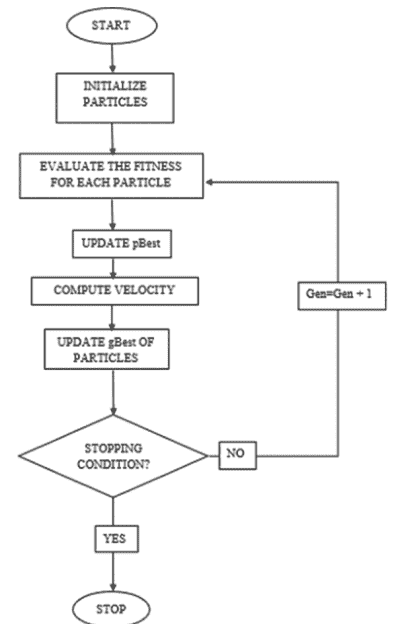 START
INITIALIZE
PARTICLES
EVALUATE THE FITNESS
FOR EACH PARTICLE
UPDATE pBest
COMPUTE VELOCITY
Gen=Gen + 1
UPDATE gBest OF
PARTICLES
STOPPING
CONDITION?
NO
YES
STOP